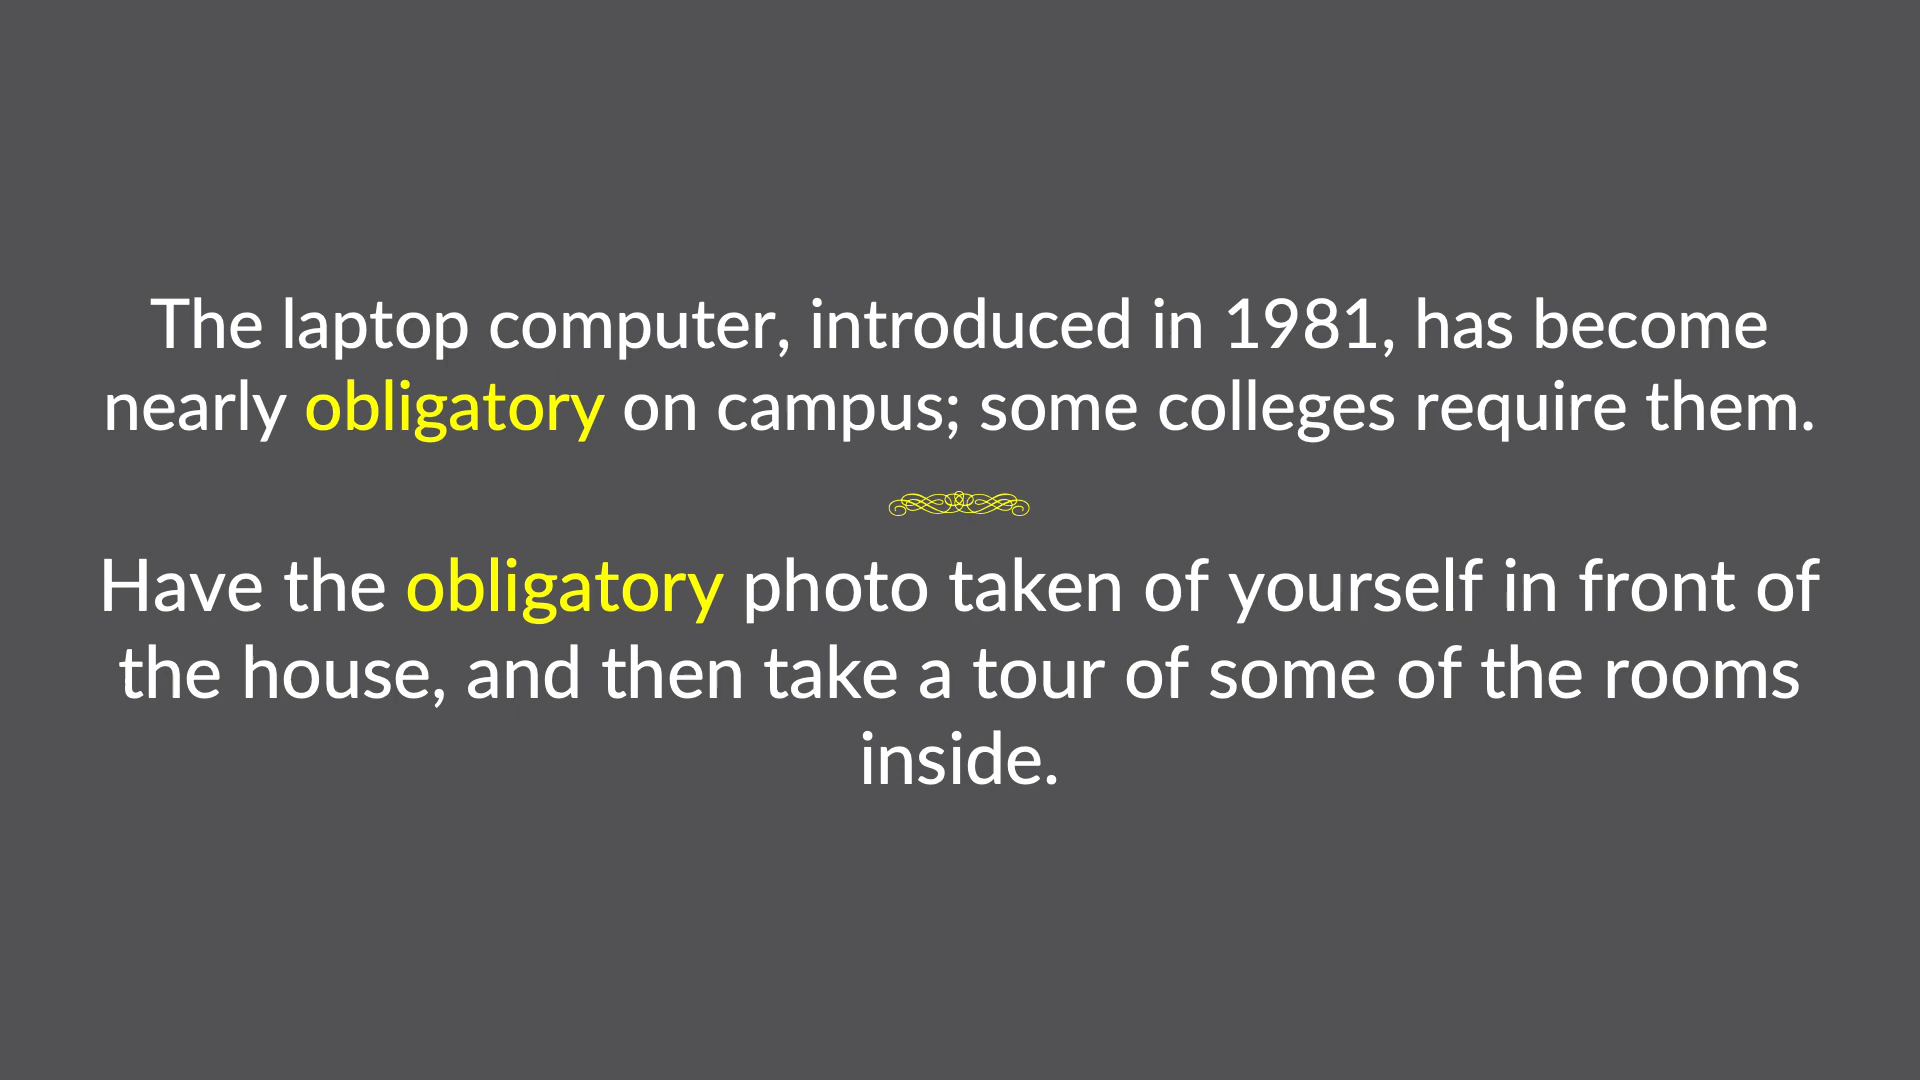 The laptop computer, introduced in 1981, has become
nearly obligatory on campus; some colleges require them.
Have the obligatory photo taken of yourself in front of
the house, and then take a tour of some of the rooms
inside.